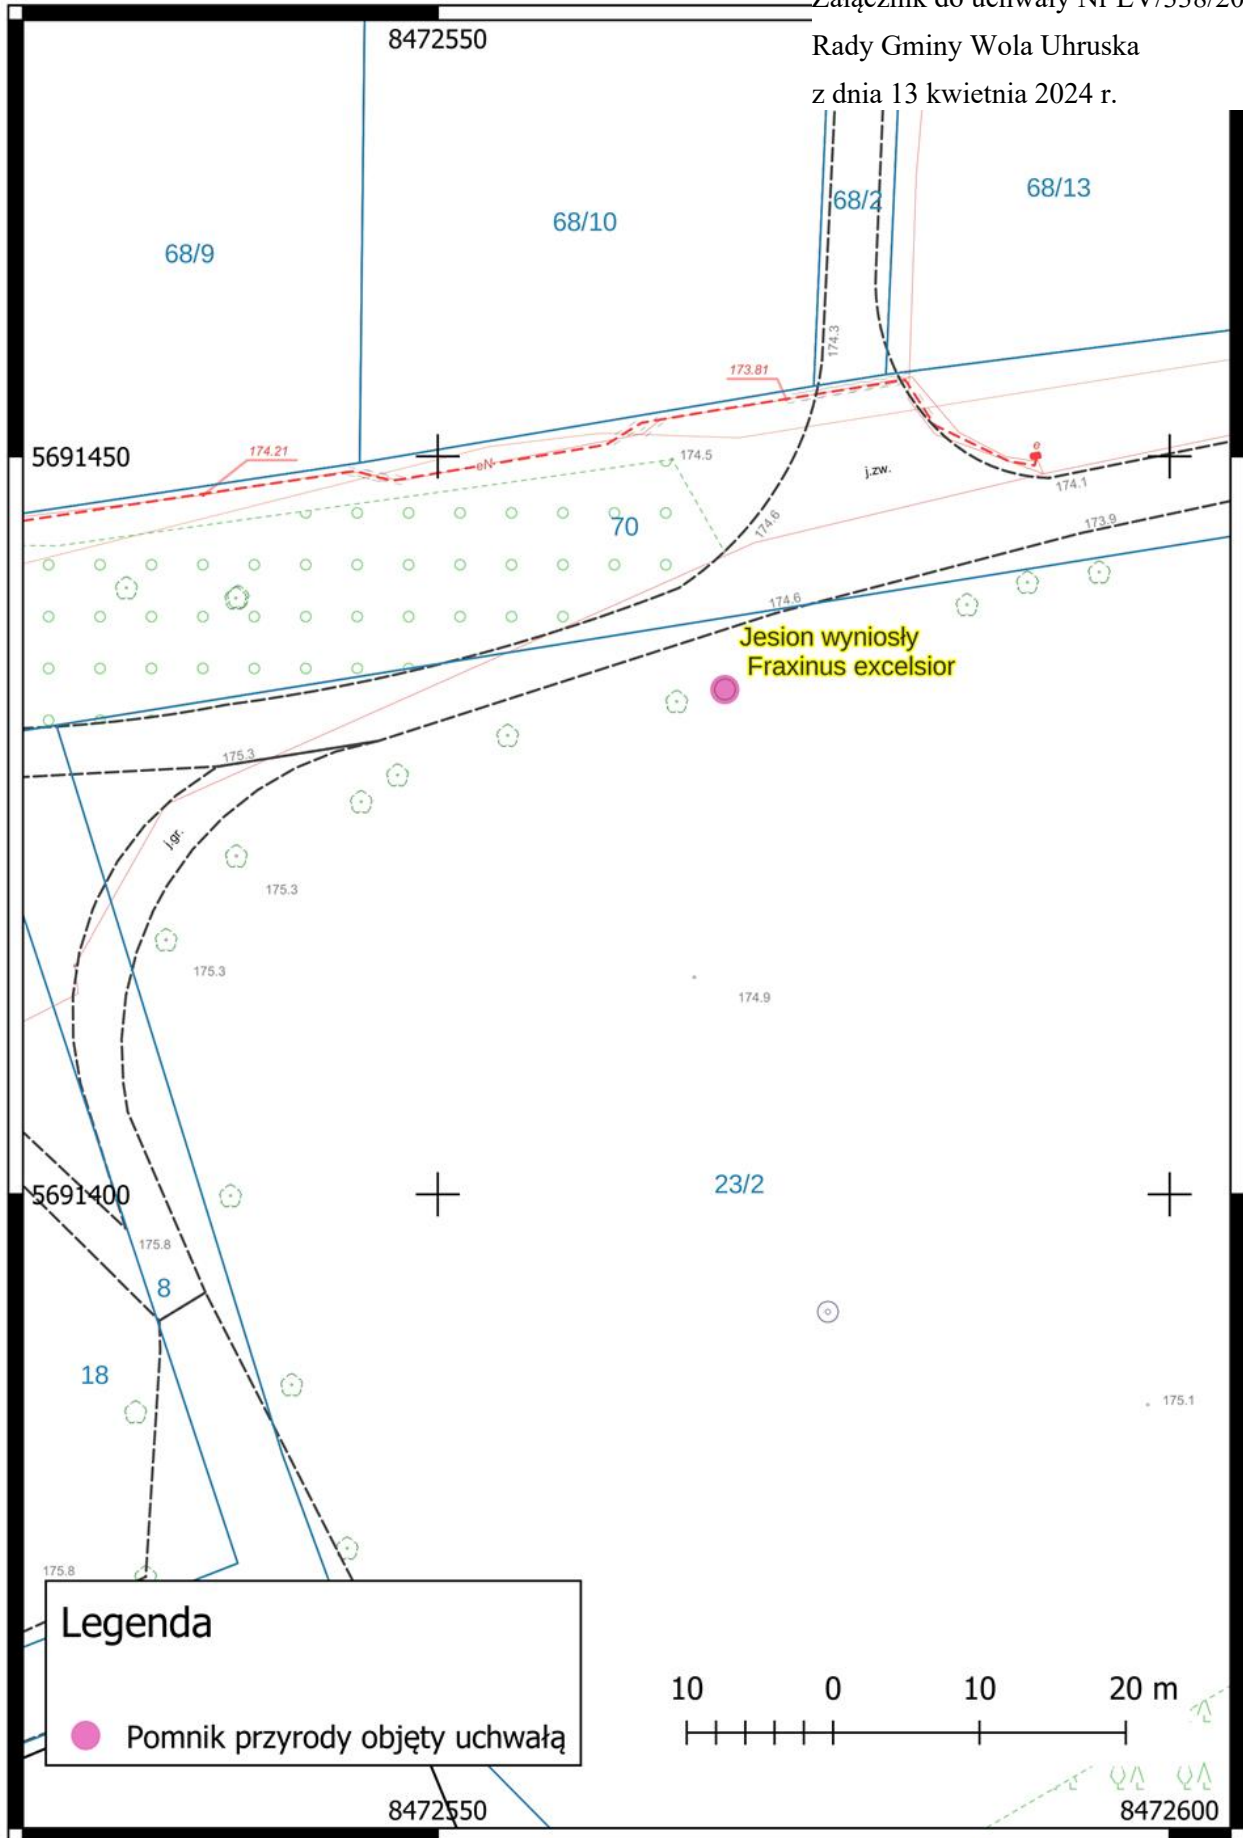 Rady Gminy Wola Uhruska
z dnia 13 kwietnia 2024 r.
8472550
68/9
68/10
68/2
68/13
174.3
173.81
174.21
5691450
eN
174.5
j.zw.
174.1
70
174.6
173.9
174.6
Jesion wyniosły
Fraxinus excelsior
175.3
j.gr.
175.3
175.3
174.9
5691400
23/2
175.8
8
18
175.1
175.8
Legenda
Pomnik przyrody objęty uchwałą
10 0 10 20 m
8472550
8472600
e